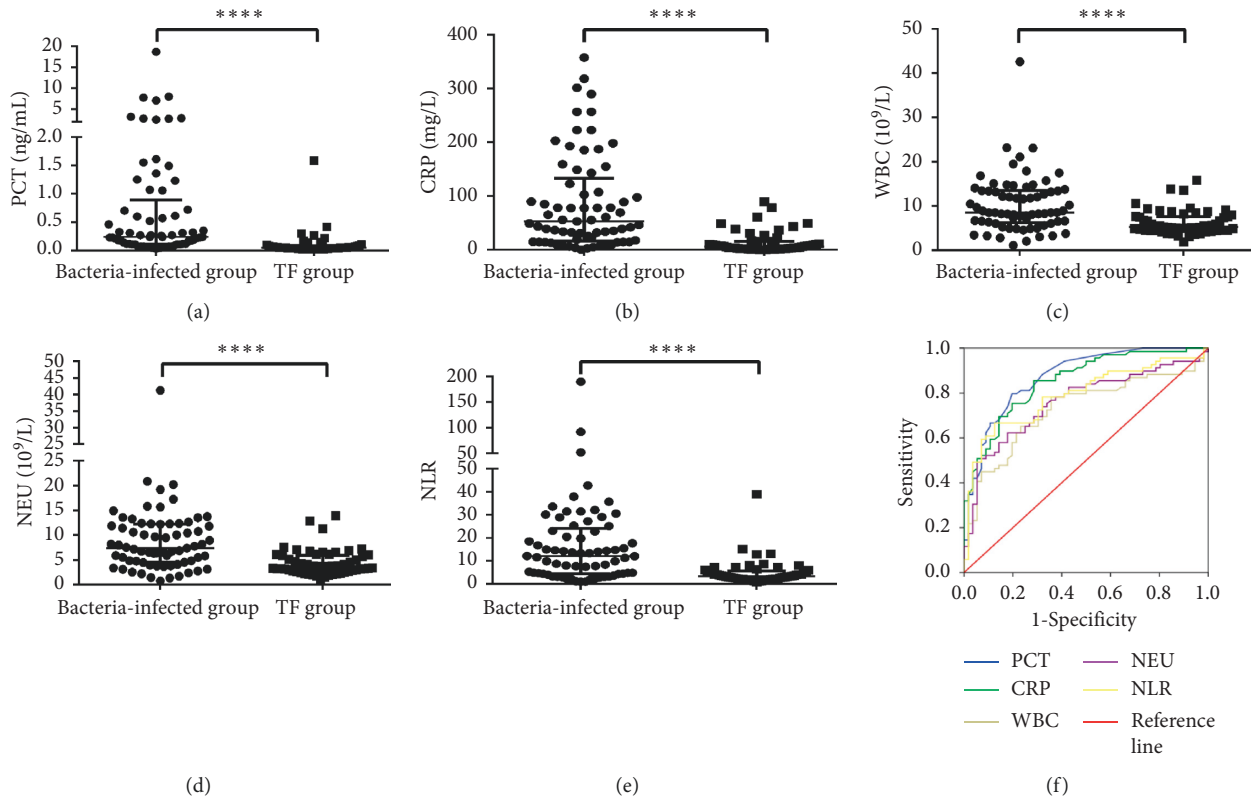 ****
20
15
10
5
2.0
1.5
1.0
0.5
0.0
PCT (ng/mL)
Bacteria-infected group
TF group
(a)
****
400
300
200
100
0
CRP (mg/L)
Bacteria-infected group
TF group
(b)
****
50
40
30
20
10
0
WBC (10^9/L)
Bacteria-infected group
TF group
(c)
****
50
45
40
35
30
25
25
20
15
10
5
0
NEU (10^9/L)
Bacteria-infected group
TF group
(d)
****
200
150
100
50
50
40
30
20
10
0
NLR
Bacteria-infected group
TF group
(e)
1.0
0.8
0.6
0.4
0.2
0.0
Sensitivity
0.0 0.2 0.4 0.6 0.8 1.0
1-Specificity
PCT
CRP
WBC
NEU
NLR
Reference
line
(f)